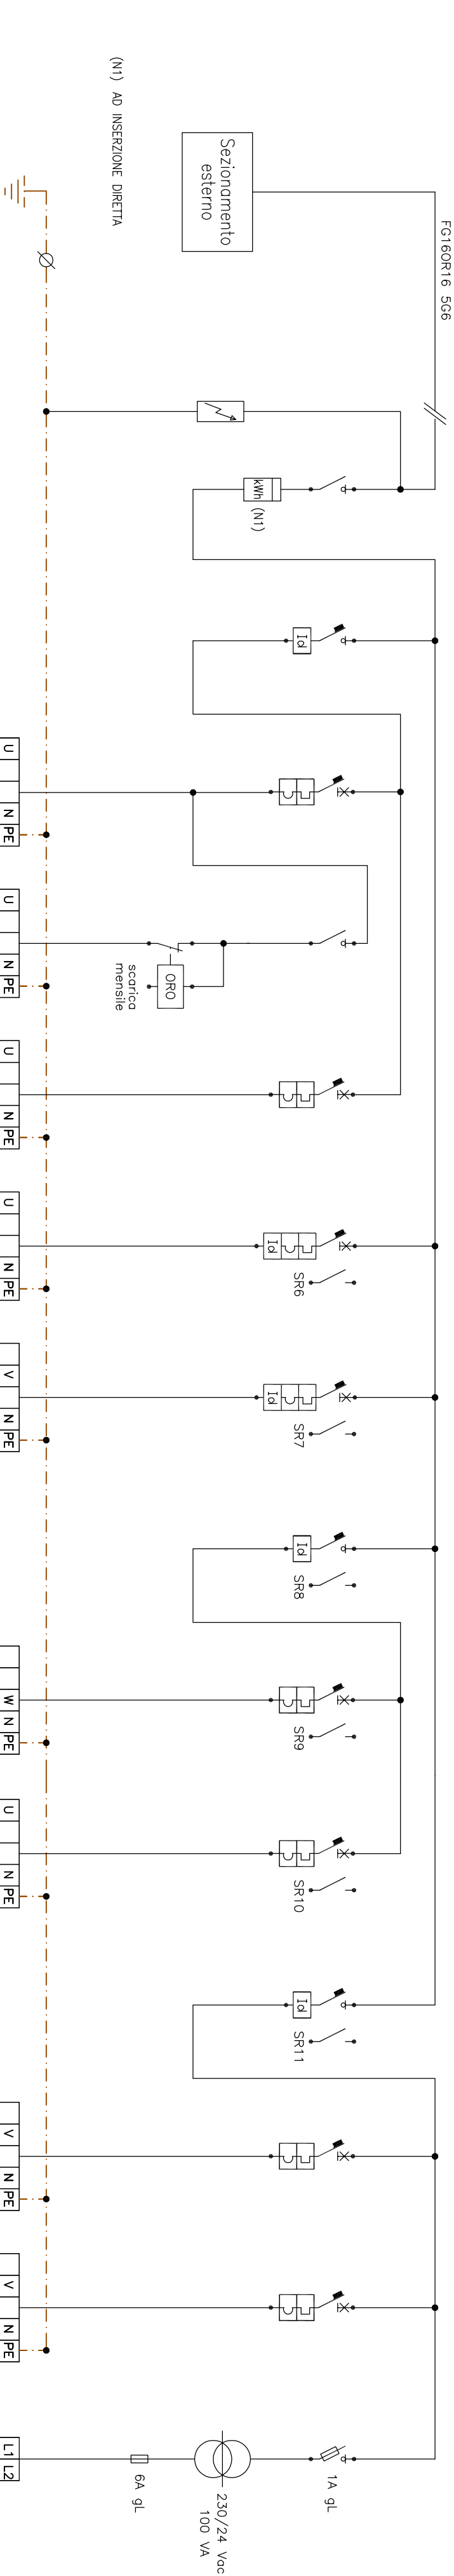 FG16OR16 5G6
Sezionamento
esterno
(N1) AD INSERZIONE DIRETTA
kWh
(N1)
Id
U N PE
ORO
scarica
mensile
U N PE
U N PE
Id
SR6
U N PE
Id
SR7
V N PE
Id
SR8
SR9
W N PE
SR10
U N PE
Id
SR11
V N PE
V N PE
1A gL
230/24 Vac
100 VA
6A gL
L1 L2